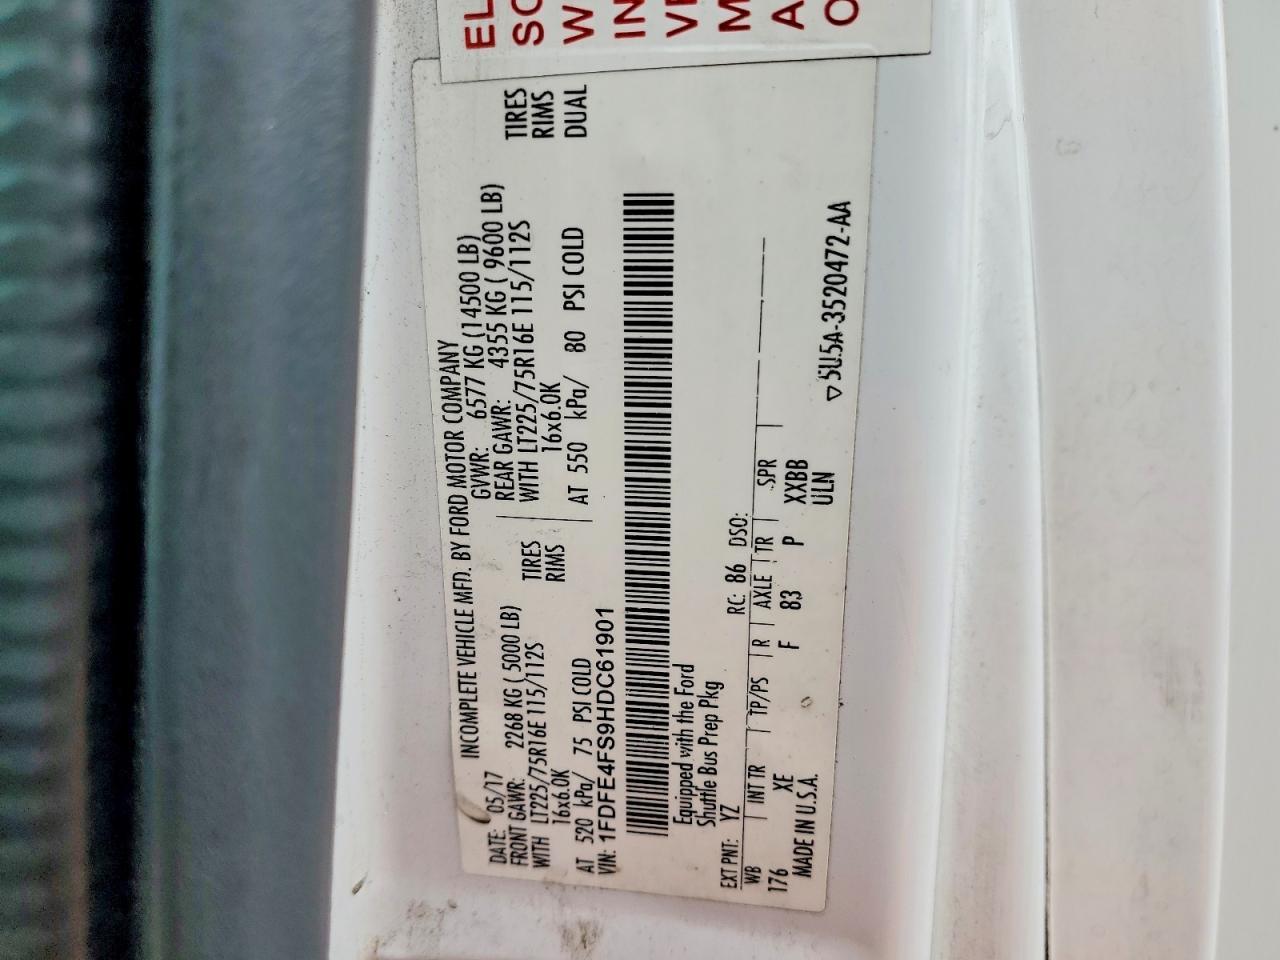 EL
SC
W
IN
VE
M
A
O
INCOMPLETE VEHICLE MFD. BY FORD MOTOR COMPANY
DATE: 05/17 GVWR: 6577 KG (14500 LB)
FRONT GAWR: 2268 KG ( 5000 LB) REAR GAWR: 4355 KG ( 9600 LB)
WITH LT225/75R16E 115/112S TIRES WITH LT225/75R16E 115/112S TIRES
16x6.0K RIMS 16x6.0K RIMS
AT 520 kPa/ 75 PSI COLD AT 550 kPa/ 80 PSI COLD DUAL
VIN: 1FDFE4FS9HDC61901
Equipped with the Ford
Shuttle Bus Prep Pkg
EXT PNT: YZ RC: 86 DSO:
WB INT TR TP/PS R AXLE TR SPR
176 XE F 83 P XXBB
MADE IN U.S.A. ULN
▽5U5A-3520472-AA